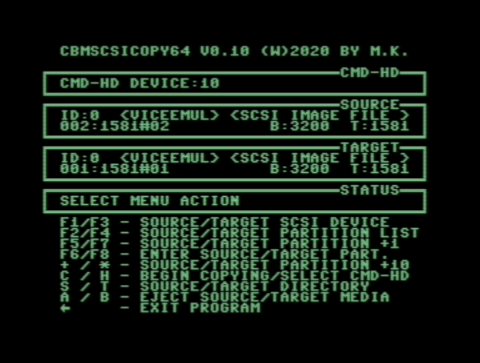 CBMSCSICOPY64 V0.10 (W)2020 BY M.K.
CMD-HD
CMD-HD DEVICE:10
SOURCE
ID:0 <VICEEMUL> <SCSI IMAGE FILE >
002:1581#02 B:3200 T:1581
TARGET
ID:0 <VICEEMUL> <SCSI IMAGE FILE >
001:1581#01 B:3200 T:1581
STATUS
SELECT MENU ACTION
F1/F3 - SOURCE/TARGET SCSI DEVICE
F2/F4 - SOURCE/TARGET PARTITION LIST
F5/F7 - SOURCE/TARGET PARTITION +1
F6/F8 - ENTER SOURCE/TARGET PART.
+ / * - SOURCE/TARGET PARTITION +10
C / H - BEGIN COPYING/SELECT CMD-HD
S / T - SOURCE/TARGET DIRECTORY
A / B - EJECT SOURCE/TARGET MEDIA
← - EXIT PROGRAM